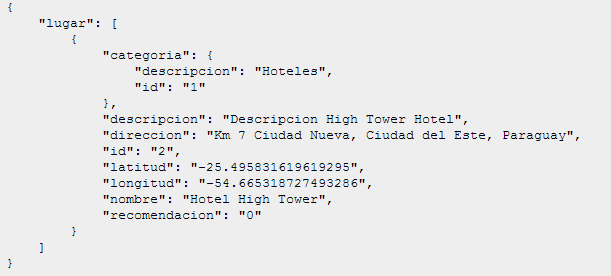 {
    "lugar": [
        {
            "categoria": {
                "descripcion": "Hoteles",
                "id": "1"
            },
            "descripcion": "Descripcion High Tower Hotel",
            "direccion": "Km 7 Ciudad Nueva, Ciudad del Este, Paraguay",
            "id": "2",
            "latitud": "-25.495831619619295",
            "longitud": "-54.665318727493286",
            "nombre": "Hotel High Tower",
            "recomendacion": "0"
        }
    ]
}